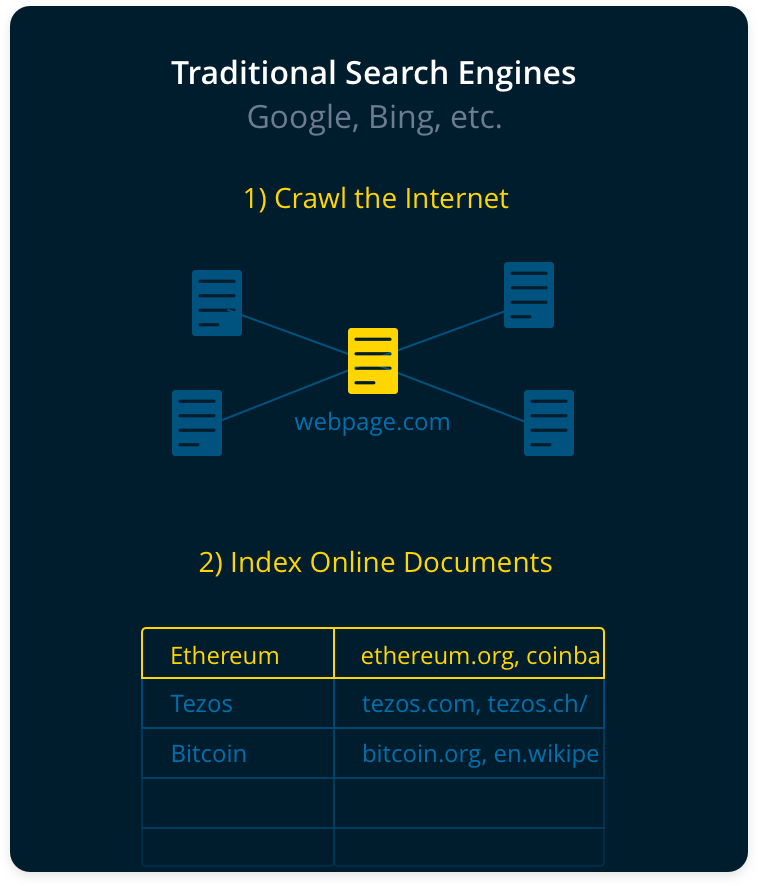 Traditional Search Engines
Google, Bing, etc.
1) Crawl the Internet
webpage.com
2) Index Online Documents
Ethereum ethereum.org, coinba
Tezos tezos.com, tezos.ch/
Bitcoin bitcoin.org, en.wikipe